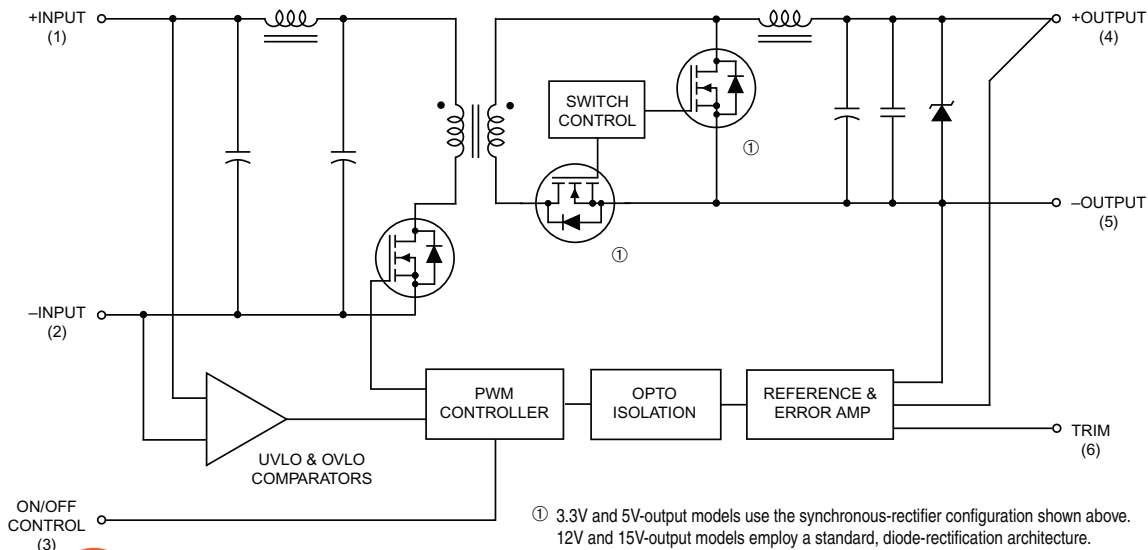 +INPUT
(1)
+OUTPUT
(4)
SWITCH
CONTROL
①
①
–OUTPUT
(5)
–INPUT
(2)
PWM
CONTROLLER
OPTO
ISOLATION
REFERENCE &
ERROR AMP
TRIM
(6)
UVLO & OVLO
COMPARATORS
ON/OFF
CONTROL
(3)
① 3.3V and 5V-output models use the synchronous-rectifier configuration shown above.
12V and 15V-output models employ a standard, diode-rectification architecture.